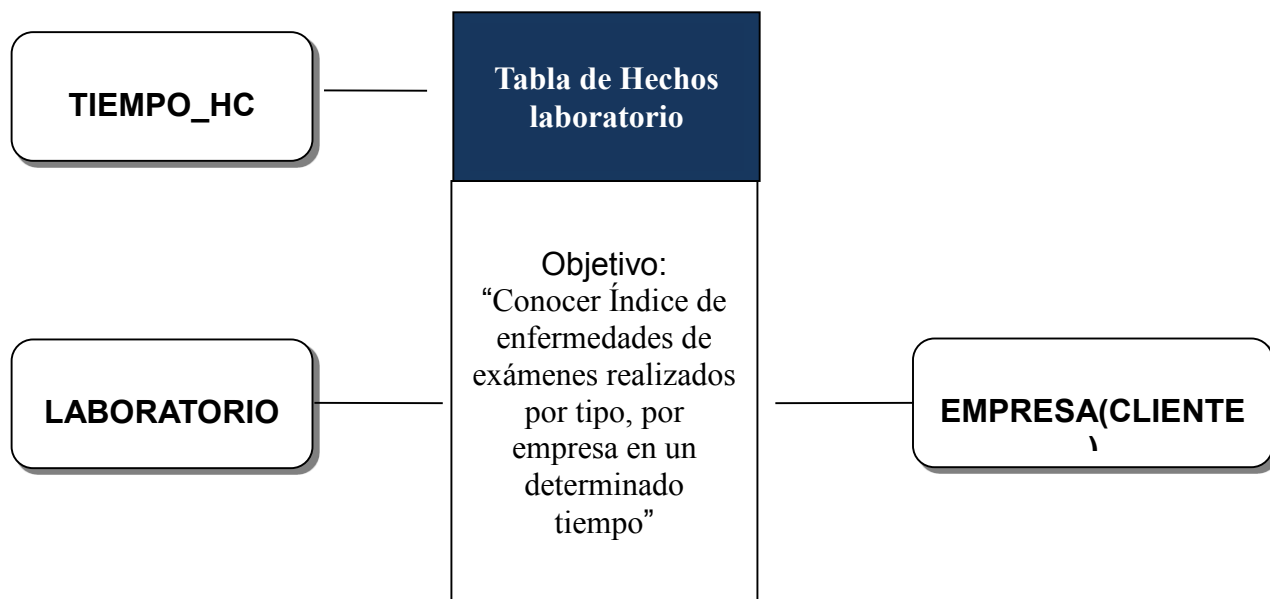 TIEMPO_HC
Tabla de Hechos
laboratorio
Objetivo:
“Conocer Índice de
enfermedades de
exámenes realizados
por tipo, por
empresa en un
determinado
tiempo”
LABORATORIO
EMPRESA(CLIENTE
)